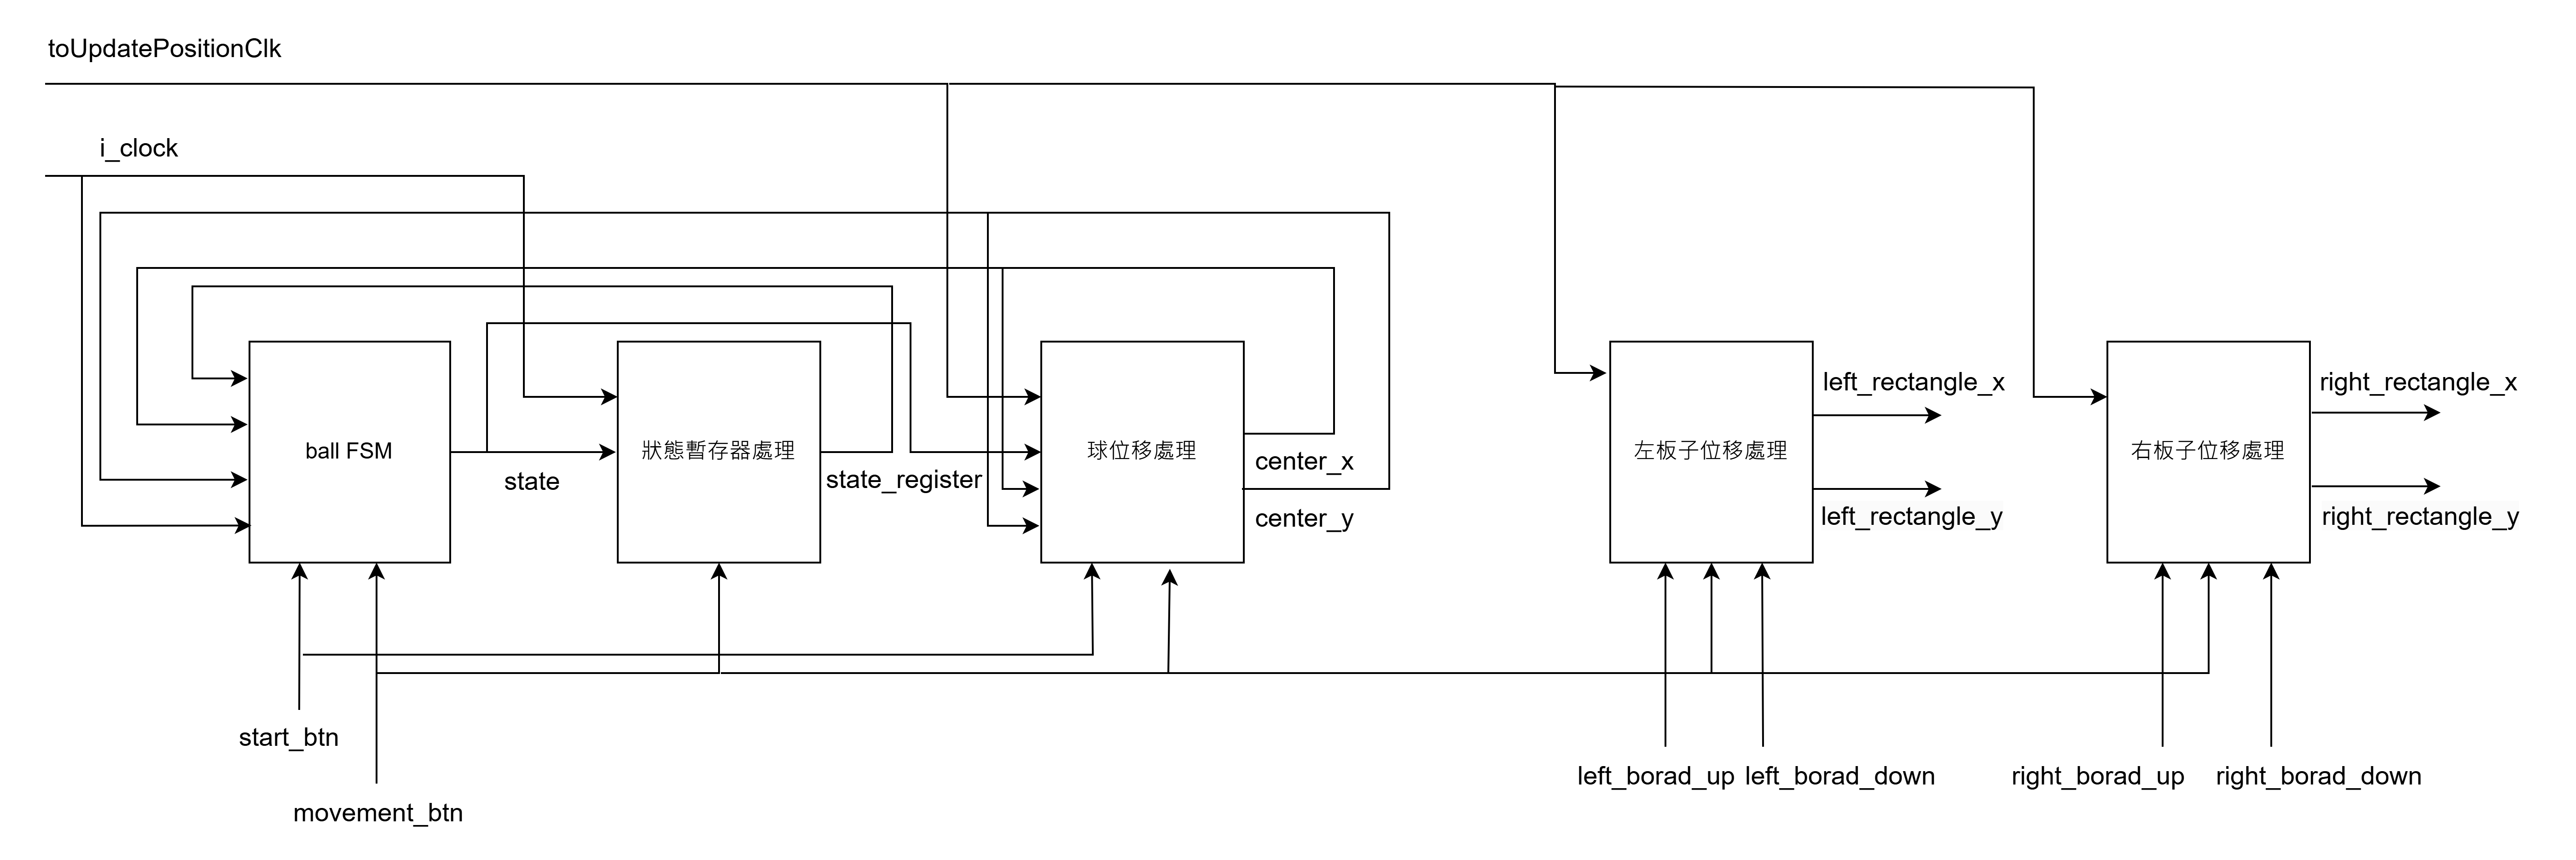 toUpdatePositionClk
i_clock
ball FSM
state
狀態暫存器處理
state_register
球位移處理
center_x
center_y
左板子位移處理
left_rectangle_x
left_rectangle_y
右板子位移處理
right_rectangle_x
right_rectangle_y
start_btn
movement_btn
left_borad_up
left_borad_down
right_borad_up
right_borad_down